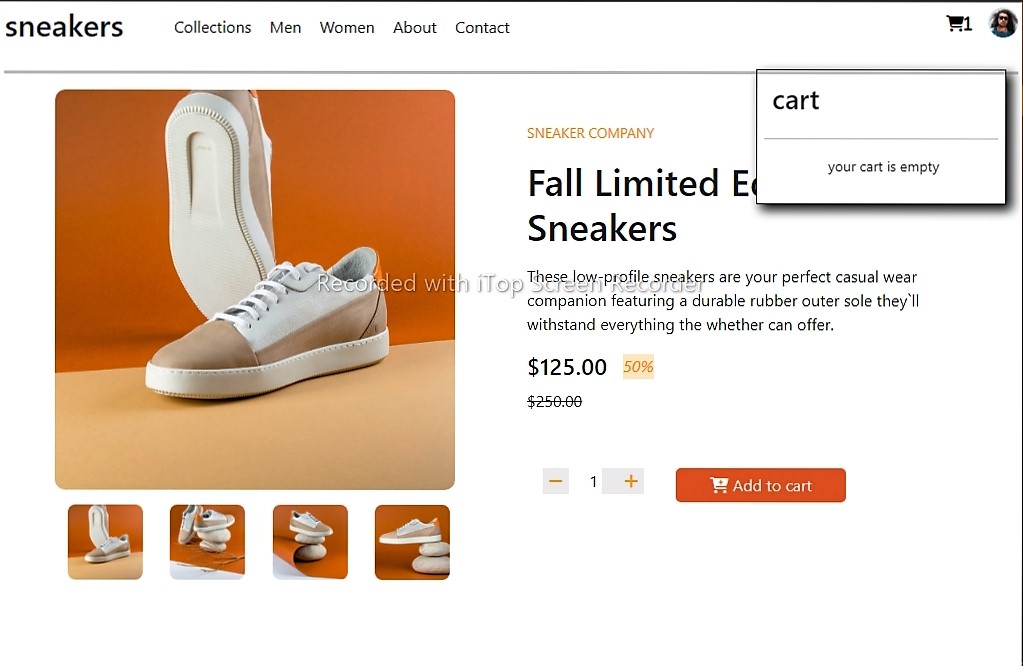 sneakers
Collections Men Women About Contact
1
cart
your cart is empty
SNEAKER COMPANY
Fall Limited
Sneakers
These low-profile sneakers are your perfect casual wear
Recorded with iTop Screen Recorder
companion featuring a durable rubber outer sole they`ll
withstand everything the whether can offer.
$125.00 50%
$250.00
− 1 + Add to cart